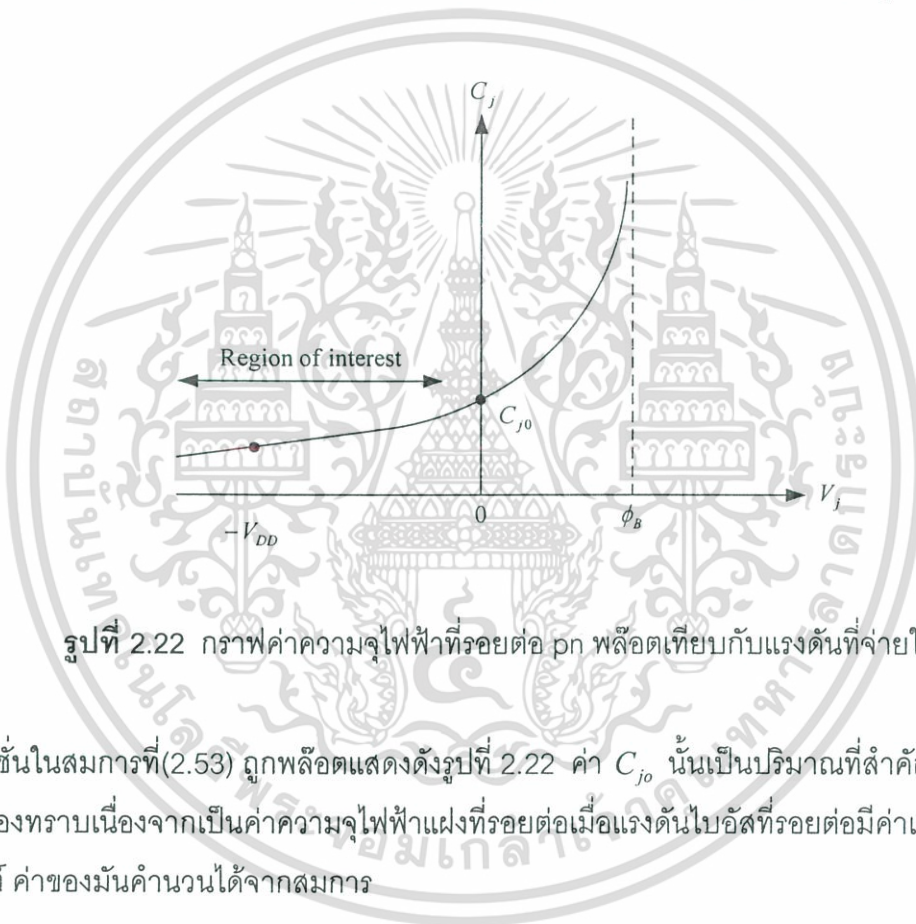 C_j
Region of interest
C_{j0}
V_j
-V_{DD}
0
ϕ_B
รูปที่ 2.22 กราฟค่าความจุไฟฟ้าที่รอยต่อ pn พล๊อตเทียบกับแรงดันที่จ่าย
ชั่นในสมการที่(2.53) ถูกพล๊อตแสดงดังรูปที่ 2.22 ค่า C_{jo} นั้นเป็นปริมาณที่สำคั
องทราบเนื่องจากเป็นค่าความจุไฟฟ้าแฝงที่รอยต่อเมื่อแรงดันไบอัสที่รอยต่อมีค่าเ
ค่าของมันคำนวณได้จากสมการ